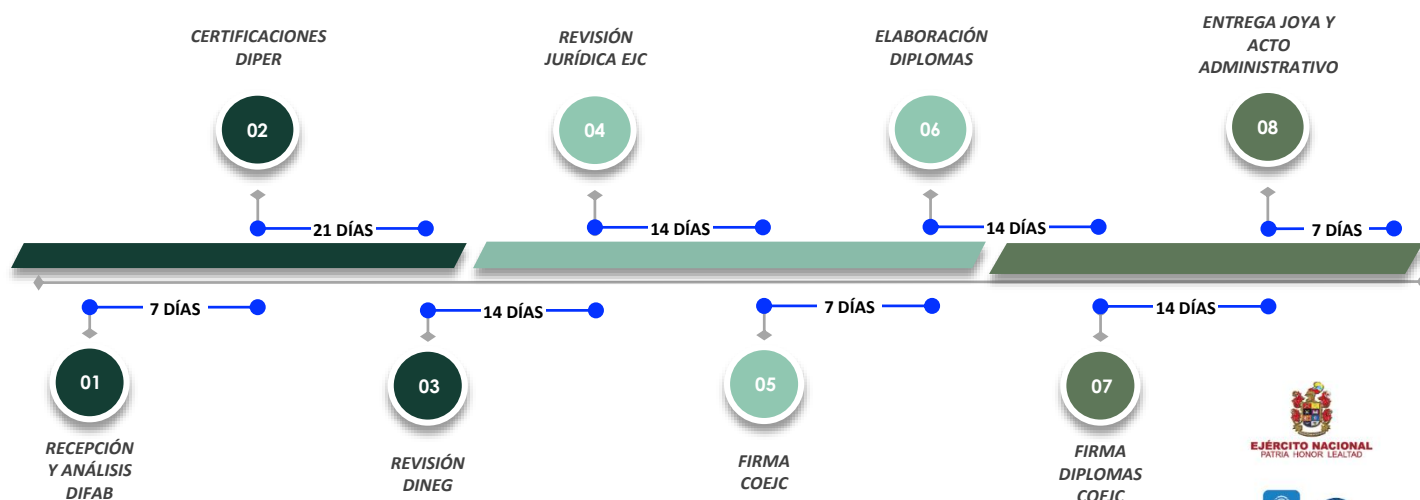 CERTIFICACIONES
DIPER
REVISIÓN
JURÍDICA EJC
ELABORACIÓN
DIPLOMAS
ENTREGA JOYA Y
ACTO
ADMINISTRATIVO
02
04
06
08
21 DÍAS
14 DÍAS
14 DÍAS
7 DÍAS
7 DÍAS
14 DÍAS
7 DÍAS
14 DÍAS
01
03
05
07
RECEPCIÓN
Y ANÁLISIS
DIFAB
REVISIÓN
DINEG
FIRMA
COEJC
FIRMA
DIPLOMAS
COEJC
EJÉRCITO NACIONAL
PATRIA HONOR LEALTAD